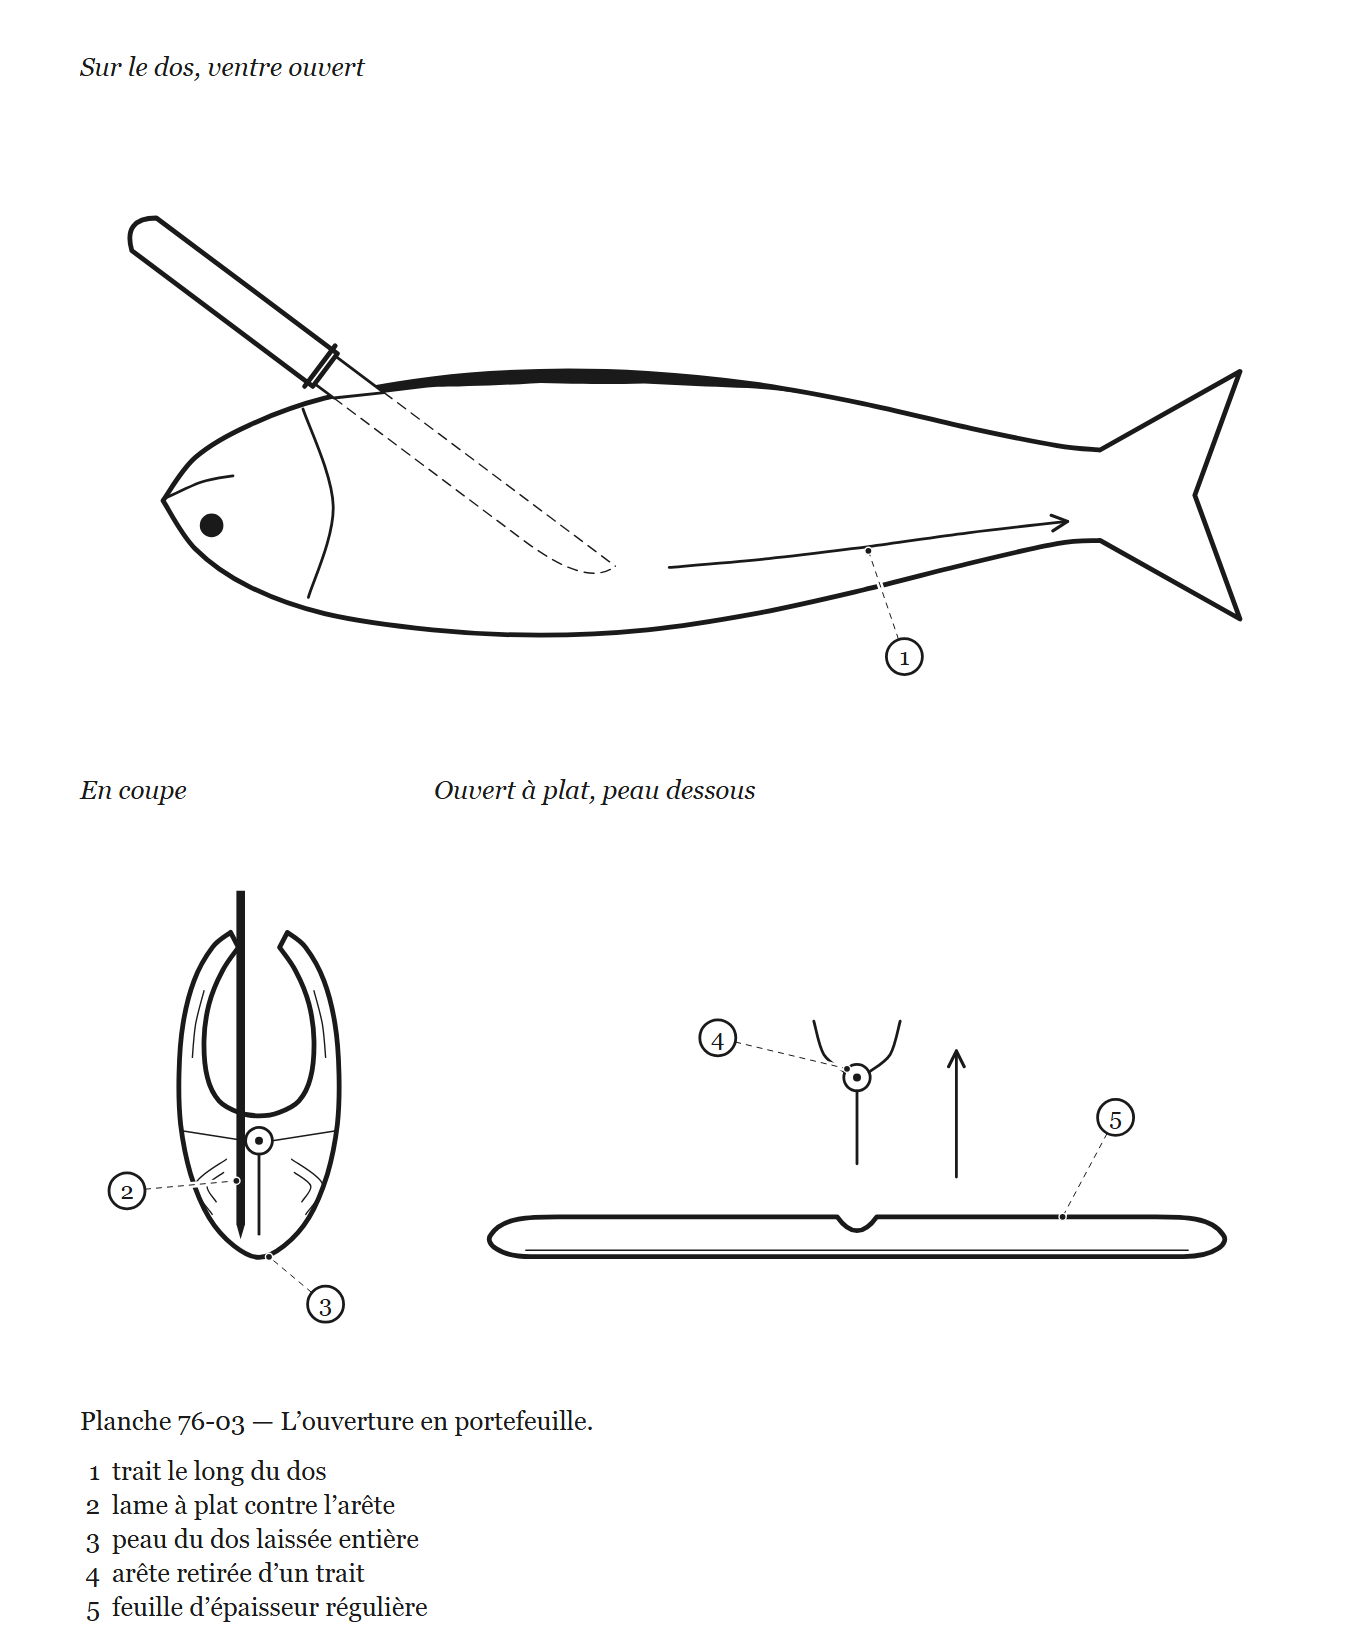 Sur le dos, ventre ouvert
1
En coupe
Ouvert à plat, peau dessous
4
5
2
3
Planche 76-03 — L’ouverture en portefeuille.
1 trait le long du dos
2 lame à plat contre l’arête
3 peau du dos laissée entière
4 arête retirée d’un trait
5 feuille d’épaisseur régulière